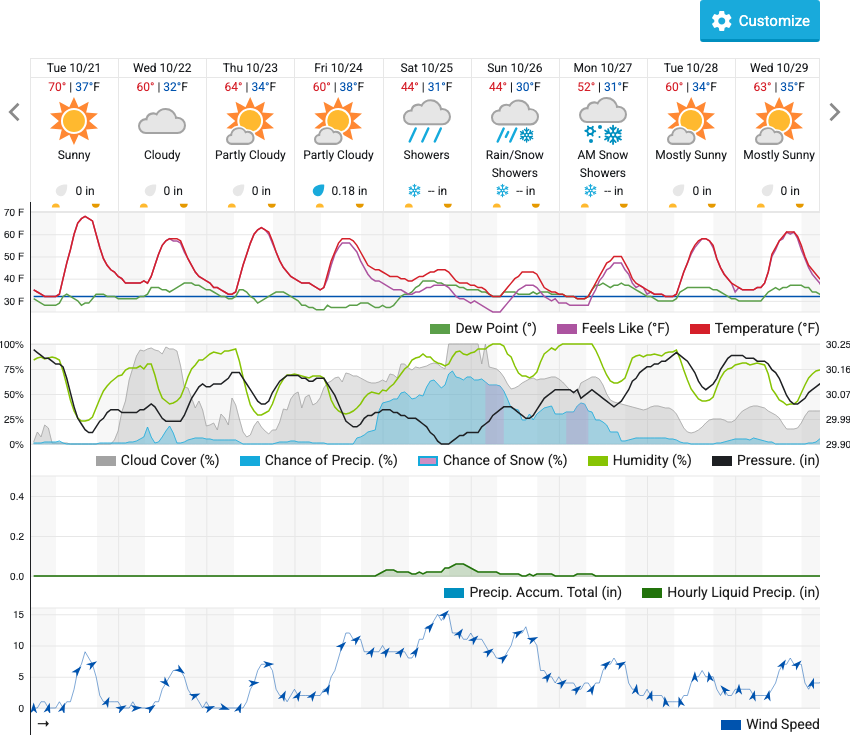 Customize
Tue 10/21 Wed 10/22 Thu 10/23 Fri 10/24 Sat 10/25 Sun 10/26 Mon 10/27 Tue 10/28 Wed 10/29
70° | 37°F 60° | 32°F 64° | 34°F 60° | 38°F 44° | 31°F 44° | 30°F 52° | 31°F 60° | 34°F 63° | 35°F
Sunny Cloudy Partly Cloudy Partly Cloudy Showers Rain/Snow AM Snow Mostly Sunny Mostly Sunny
Showers Showers
0 in 0 in 0 in 0.18 in -- in -- in -- in 0 in 0 in
70 F
60 F
50 F
40 F
30 F
Dew Point (°) Feels Like (°F) Temperature (°F)
100% 30.25
75% 30.16
50% 30.07
25% 29.99
0% 29.90
Cloud Cover (%) Chance of Precip. (%) Chance of Snow (%) Humidity (%) Pressure. (in)
0.4
0.2
0.0
Precip. Accum. Total (in) Hourly Liquid Precip. (in)
15
10
5
0
Wind Speed